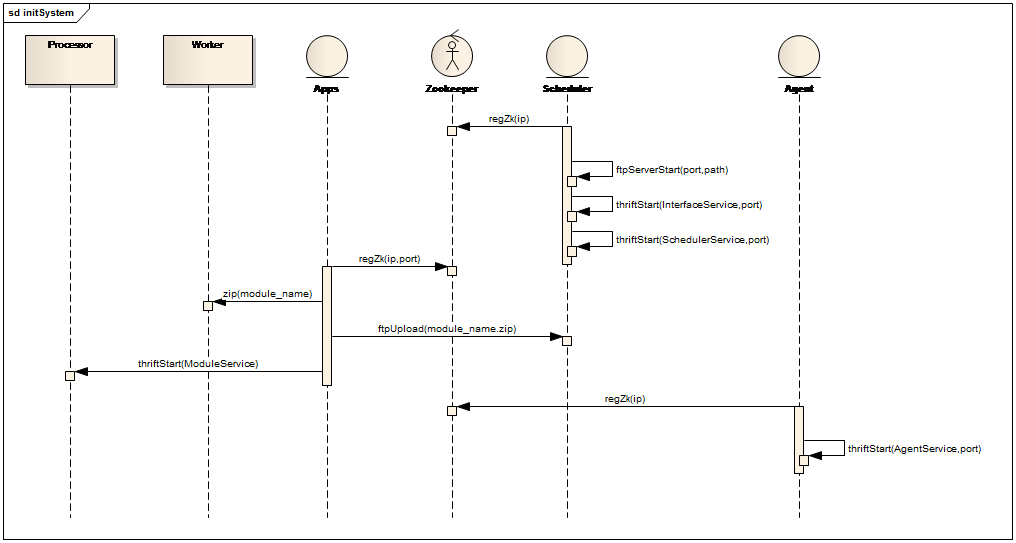 sd initSystem
Processor
Worker
Apps
Zookeeper
Scheduler
Agent
regZk(ip)
ftpServerStart(port,path)
thriftStart(InterfaceService,port)
thriftStart(SchedulerService,port)
regZk(ip,port)
zip(module_name)
ftpUpload(module_name.zip)
thriftStart(ModuleService)
regZk(ip)
thriftStart(AgentService,port)